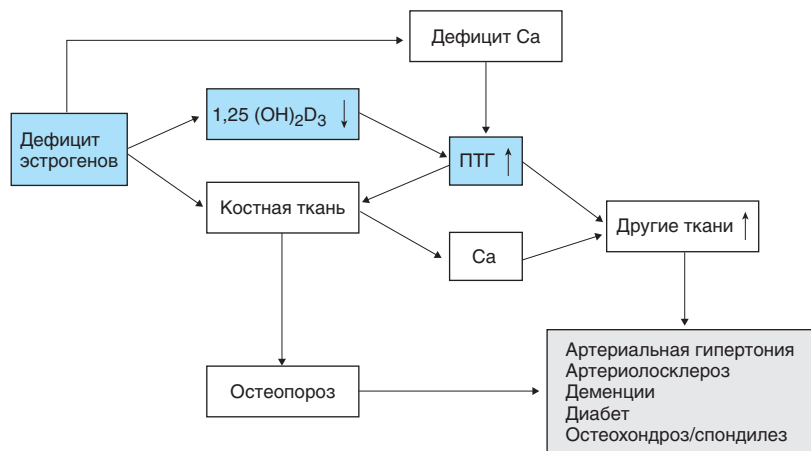 Дефицит Ca
1,25 (OH)₂D₃ ↓
Дефицит
эстрогенов
ПТГ ↑
Костная ткань
Другие ткани ↑
Ca
Остеопороз
Артериальная гипертония
Артериолосклероз
Деменции
Диабет
Остеохондроз/спондилез